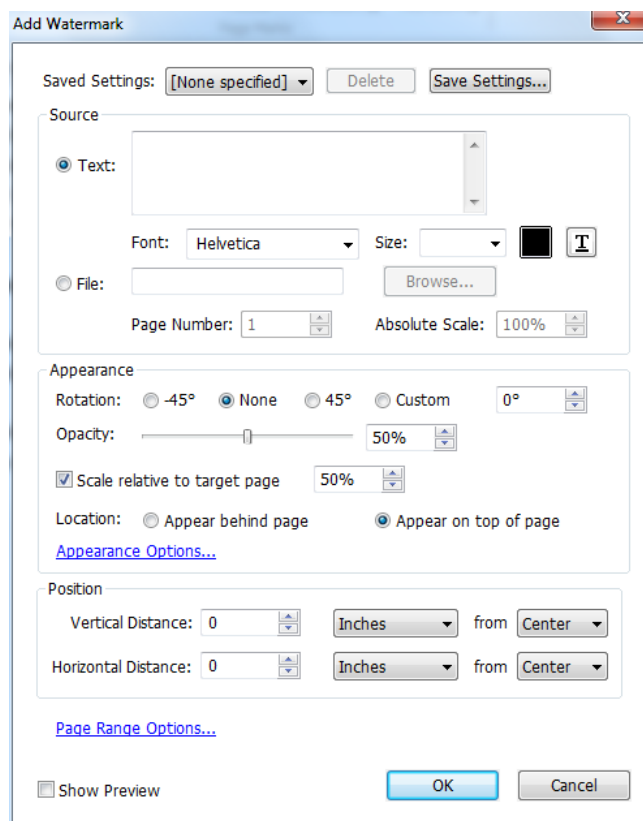 Add Watermark
Saved Settings: [None specified] Delete Save Settings...
Source
Text:
Font: Helvetica Size: T
File: Browse...
Page Number: 1 Absolute Scale: 100%
Appearance
Rotation: -45° None 45° Custom 0°
Opacity: 50%
Scale relative to target page 50%
Location: Appear behind page Appear on top of page
Appearance Options...
Position
Vertical Distance: 0 Inches from Center
Horizontal Distance: 0 Inches from Center
Page Range Options...
Show Preview OK Cancel